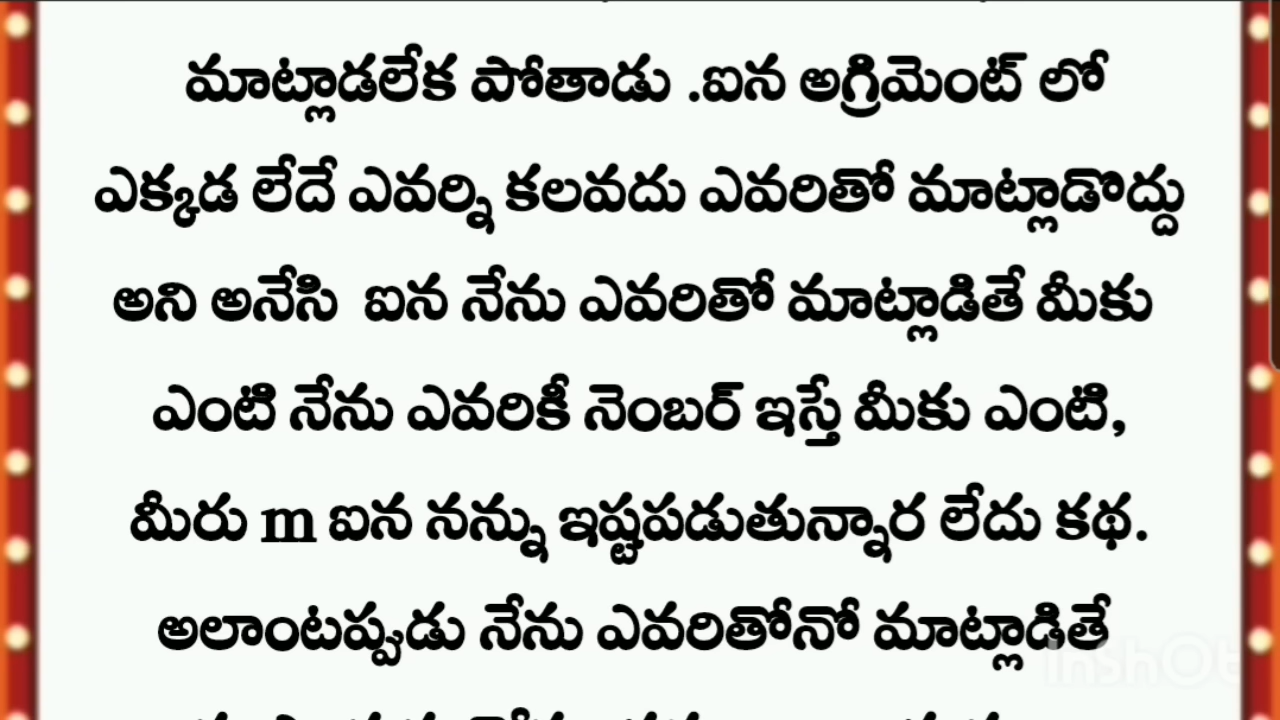 మాట్లాడలేక పోతాడు .ఐన అగ్రిమెంట్ లో
ఎక్కడ లేదే ఎవర్ని కలవదు ఎవరితో మాట్లాడొద్దు
అని అనేసి ఐన నేను ఎవరితో మాట్లాడితే మీకు
ఎంటి నేను ఎవరికీ నెంబర్ ఇస్తే మీకు ఎంటి,
మీరు m ఐన నన్ను ఇష్టపడుతున్నార లేదు కథ.
అలాంటప్పుడు నేను ఎవరితోనో మాట్లాడితే
InshOt